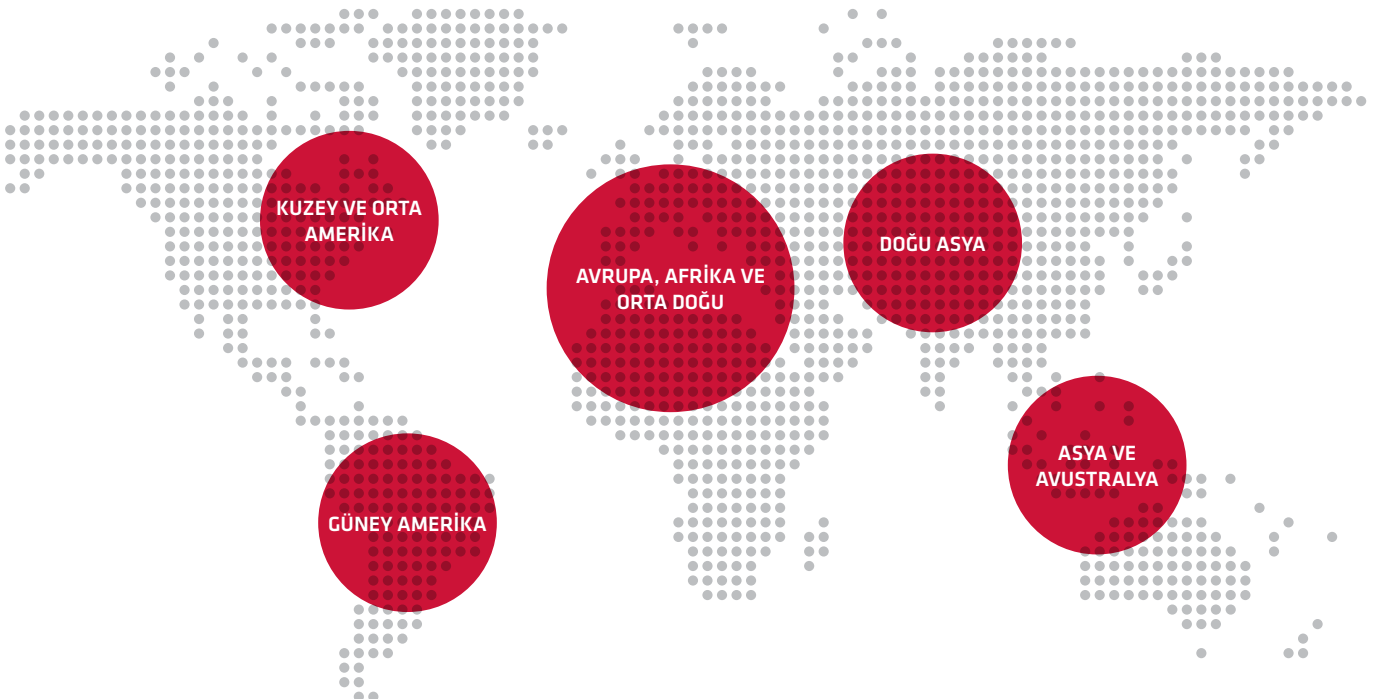 KUZEY VE ORTA
AMERİKA
AVRUPA, AFRİKA VE
ORTA DOĞU
DOĞU ASYA
ASYA VE
AVUSTRALYA
GÜNEY AMERİKA